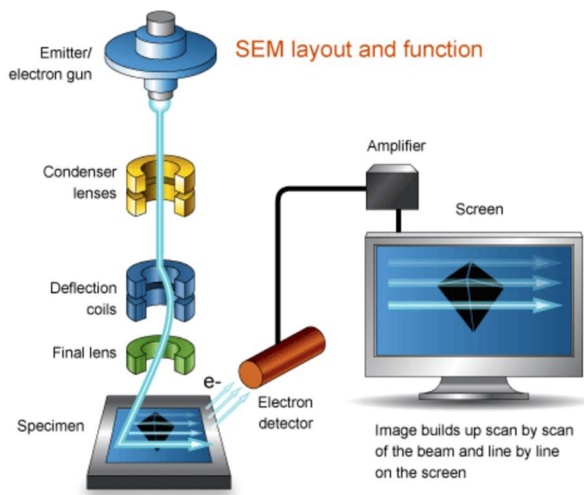 Emitter/
electron gun
SEM layout and function
Condenser
lenses
Amplifier
Screen
Deflection
coils
Final lens
e-
Electron
detector
Specimen
Image builds up scan by scan
of the beam and line by line
on the screen